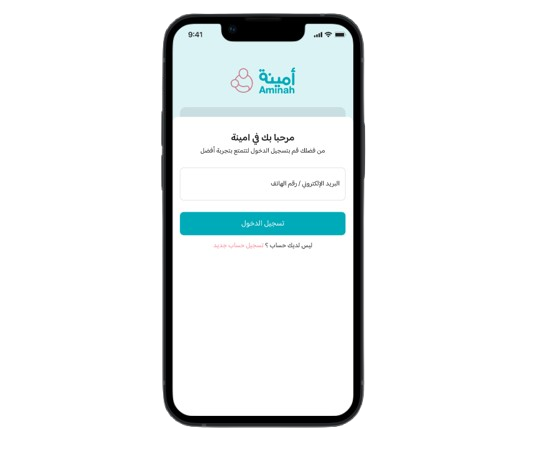 9:41
أمينة
Aminah
مرحبا بك في امينة
من فضلك قم بتسجيل الدخول لتتمتع بتجربة أفضل
البريد الإلكتروني / رقم الهاتف
تسجيل الدخول
ليس لديك حساب ؟ تسجيل حساب جديد